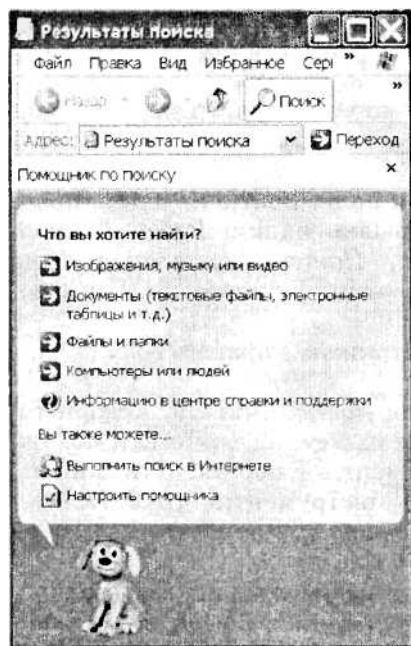 Результаты поиска
Файл Правка Вид Избранное Серв »
Назад Поиск »
Адрес: Результаты поиска Переход
Помощник по поиску ×
Что вы хотите найти?
Изображения, музыку или видео
Документы (текстовые файлы, электронные
таблицы и т.д.)
Файлы и папки
Компьютеры или людей
Информацию в центре справки и поддержки
Вы также можете...
Выполнить поиск в Интернете
Настроить помощника